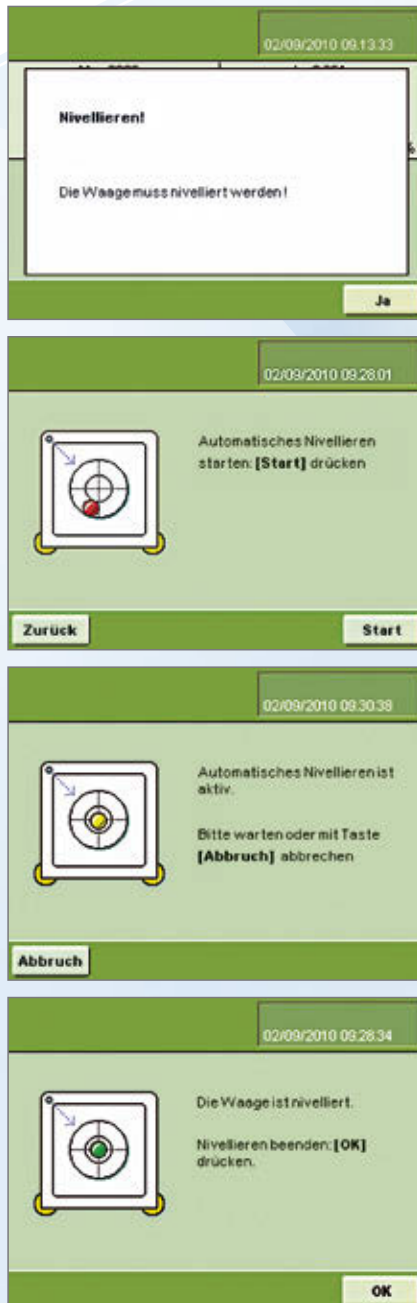 02/09/2010 09.13.33
Nivellieren!
Die Waage muss nivelliert werden!
%
Ja
02/09/2010 09.28.01
Automatisches Nivellieren
starten: [Start] drücken
Zurück
Start
02/09/2010 09.30.38
Automatisches Nivellieren ist
aktiv.
Bitte warten oder mit Taste
[Abbruch] abbrechen
Abbruch
02/09/2010 09.28.34
Die Waage ist nivelliert.
Nivellieren beenden: [OK]
drücken.
OK